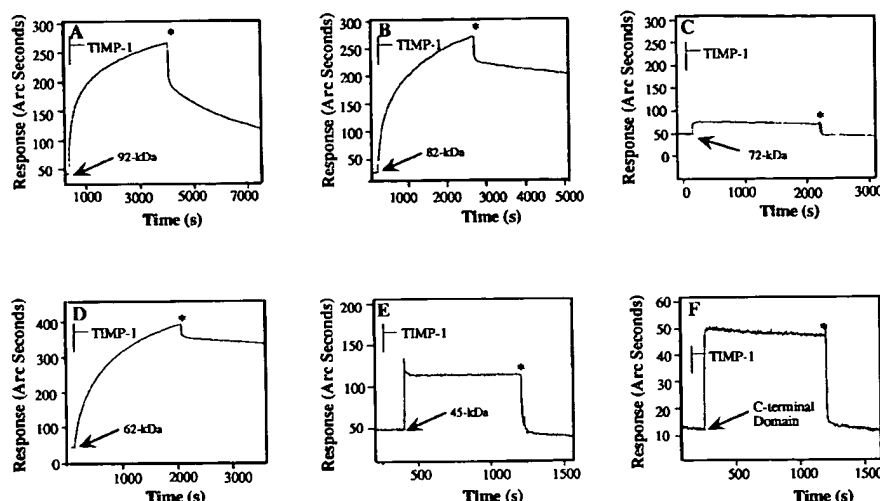 A
TIMP-1
*
92-kDa
Response (Arc Seconds)
300
250
200
150
100
50
1000 3000 5000 7000
Time (s)
B
TIMP-1
*
82-kDa
Response (Arc Seconds)
300
250
200
150
100
50
1000 2000 3000 4000 5000
Time (s)
C
TIMP-1
*
72-kDa
Response (Arc Seconds)
300
250
200
150
100
50
0
0 1000 2000 3000
Time (s)
D
TIMP-1
*
62-kDa
Response (Arc Seconds)
400
300
200
100
0
1000 2000 3000
Time (s)
E
TIMP-1
*
45-kDa
Response (Arc Seconds)
200
150
100
50
500 1000 1500
Time (s)
F
TIMP-1
*
C-terminal
Domain
Response (Arc Seconds)
60
50
40
30
20
10
500 1000 1500
Time (s)